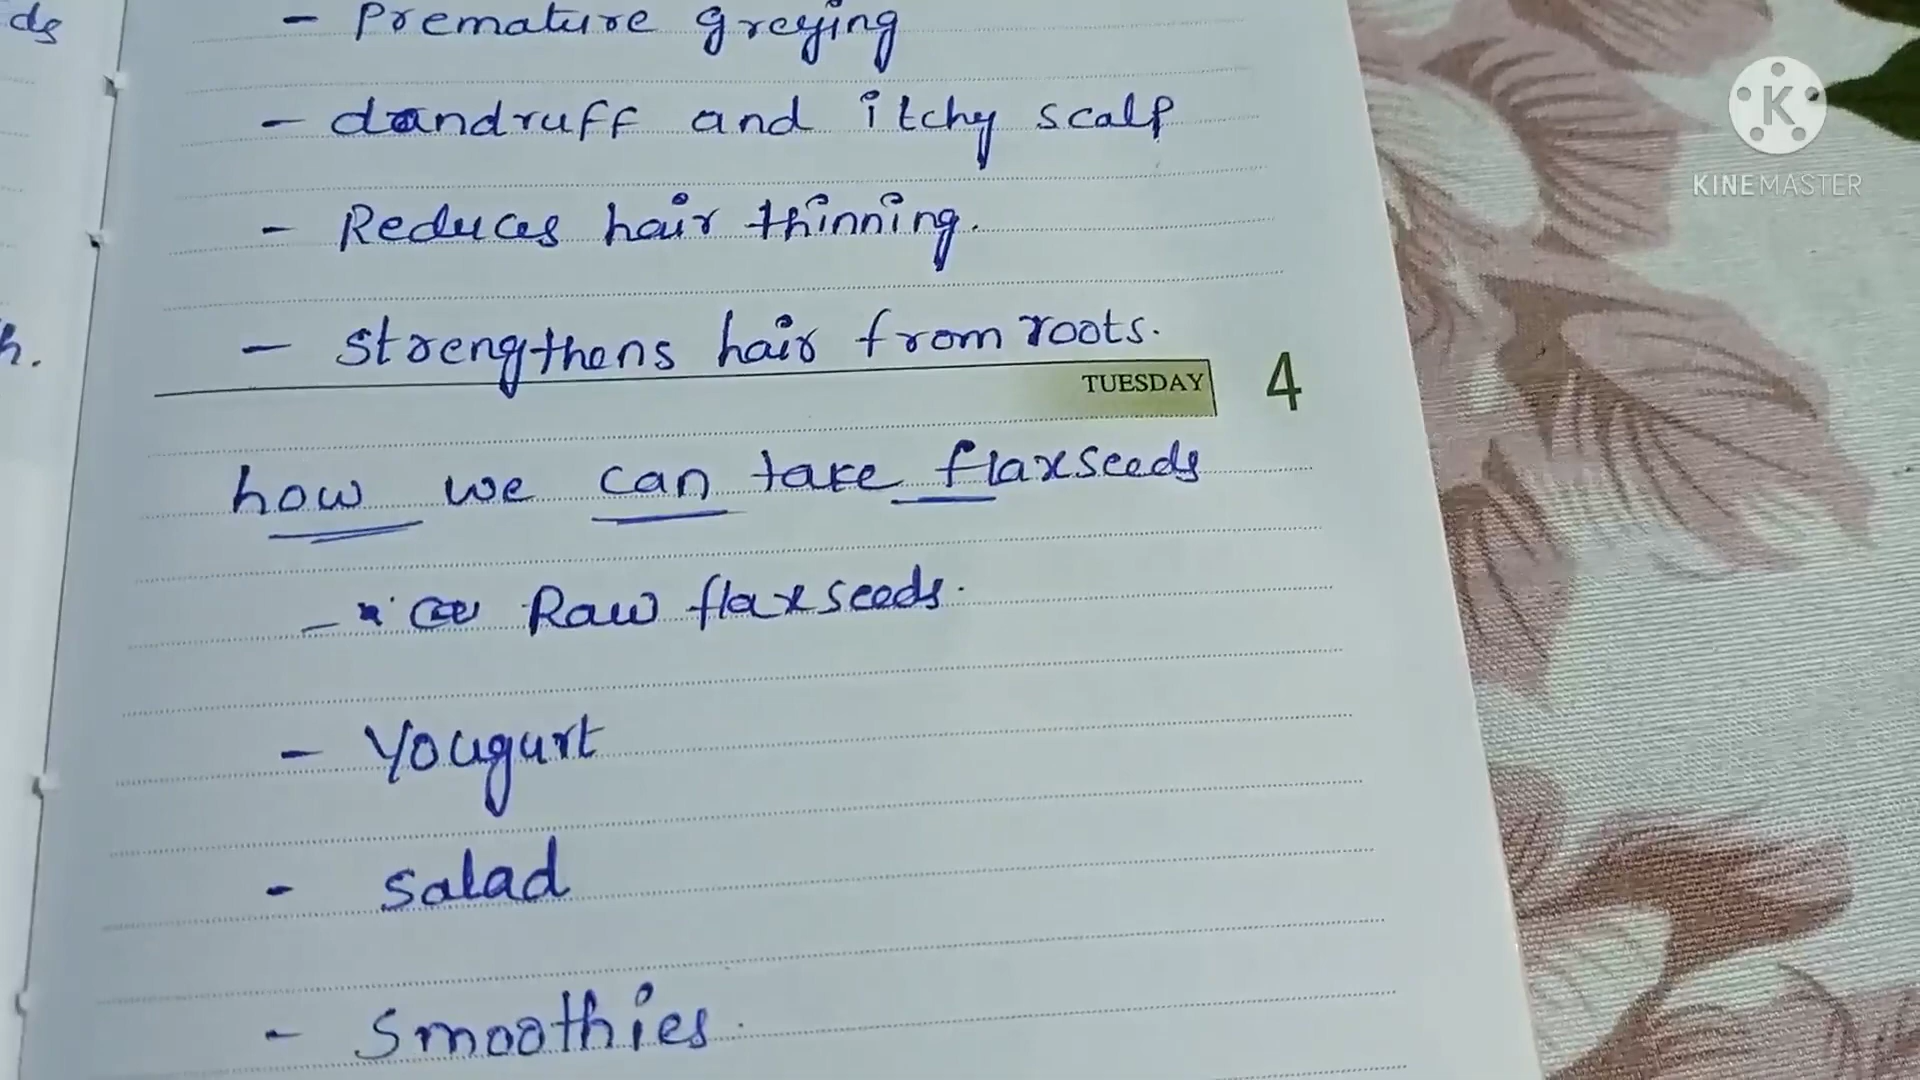 ds
- Premature greying
- dandruff and itchy scalp
- Reduces hair thinning.
h.
- Strengthens hair from roots.
TUESDAY 4
how we can take flaxseeds
- Raw flaxseeds.
- Yougurt
- Salad
- Smoothies.
K
KINEMASTER